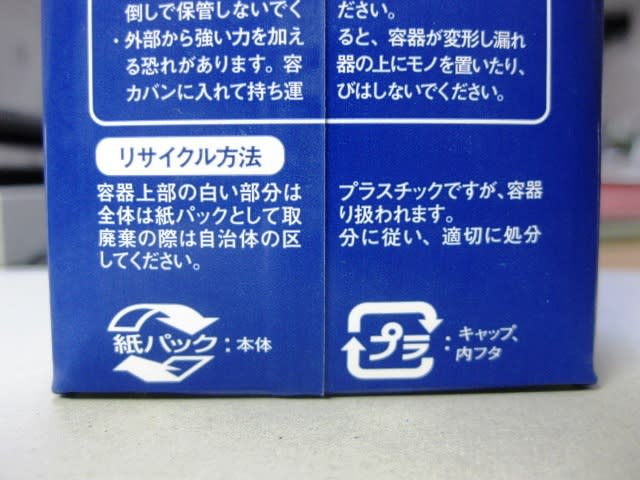 倒して保管しないでください。
・外部から強い力を加えると、容器が変形し漏れ
る恐れがあります。容器の上にモノを置いたり、
カバンに入れて持ち運びはしないでください。
リサイクル方法
容器上部の白い部分はプラスチックですが、容器
全体は紙パックとして取り扱われます。
廃棄の際は自治体の区分に従い、適切に処分
してください。
紙パック：本体
プラ：キャップ、
内フタ